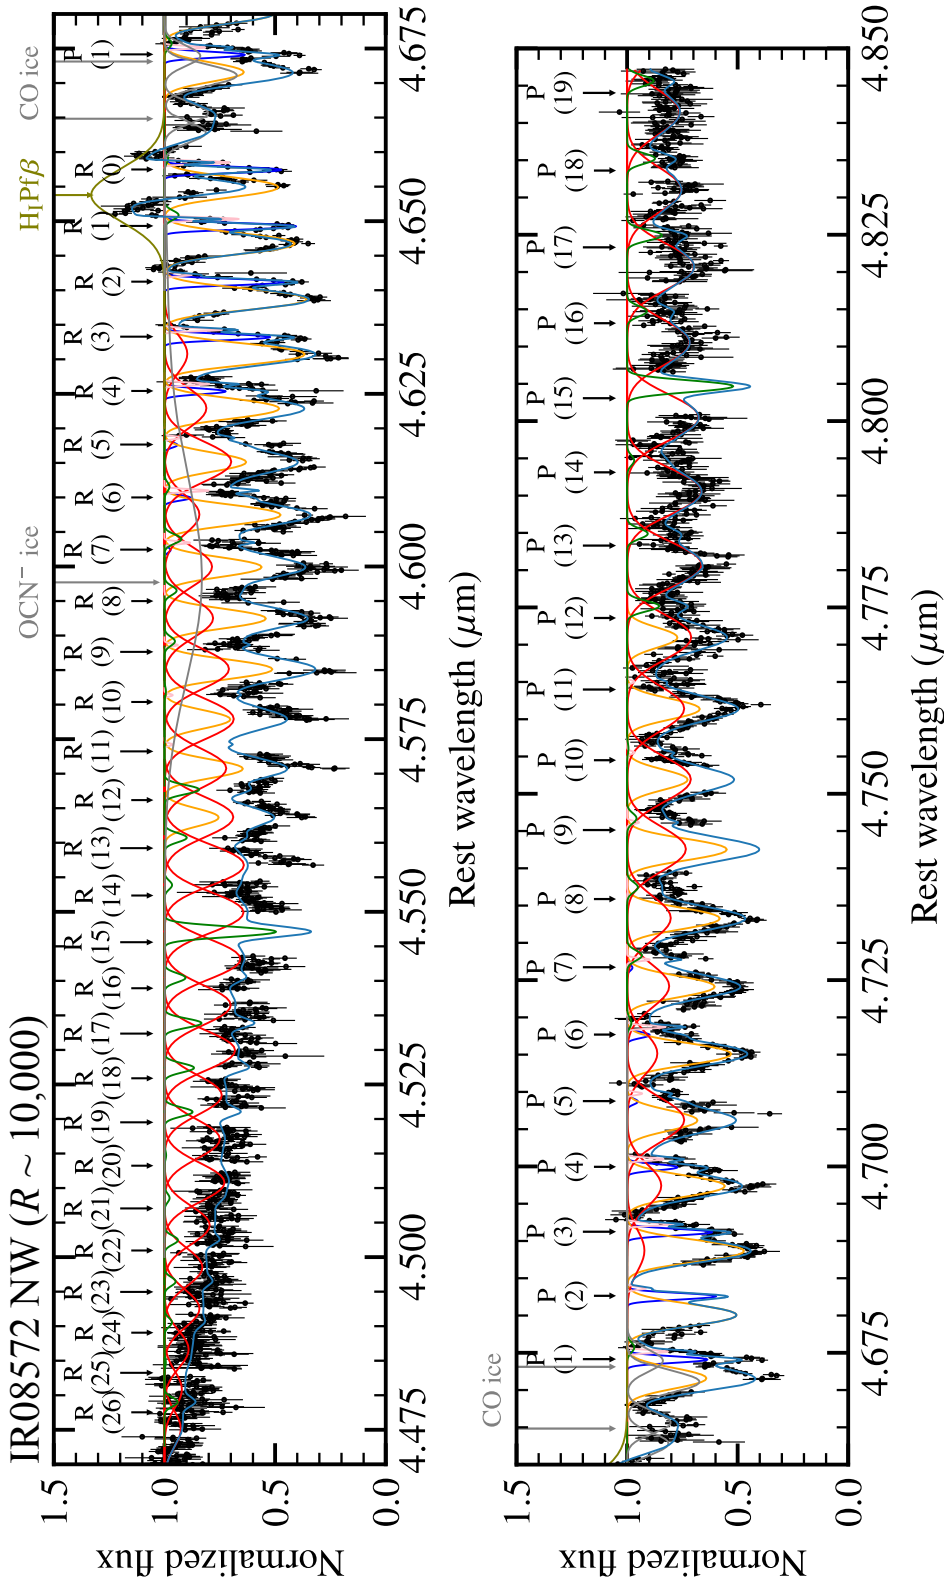 IR08572 NW (R ~ 10,000)
OCN⁻ ice
HIPfβ
CO ice
R R R R R R R R R R R R R R R R R R R R R R R R R R R P
(26) (25) (24) (23) (22) (21) (20) (19) (18) (17) (16) (15) (14) (13) (12) (11) (10) (9) (8) (7) (6) (5) (4) (3) (2) (1) (0) (1)
1.5
1.0
0.5
0.0
Normalized flux
4.475 4.500 4.525 4.550 4.575 4.600 4.625 4.650 4.675
Rest wavelength (μm)
CO ice
P P P P P P P P P P P P P P P P P P P
(1) (2) (3) (4) (5) (6) (7) (8) (9) (10) (11) (12) (13) (14) (15) (16) (17) (18) (19)
1.5
1.0
0.5
0.0
Normalized flux
4.675 4.700 4.725 4.750 4.775 4.800 4.825 4.850
Rest wavelength (μm)